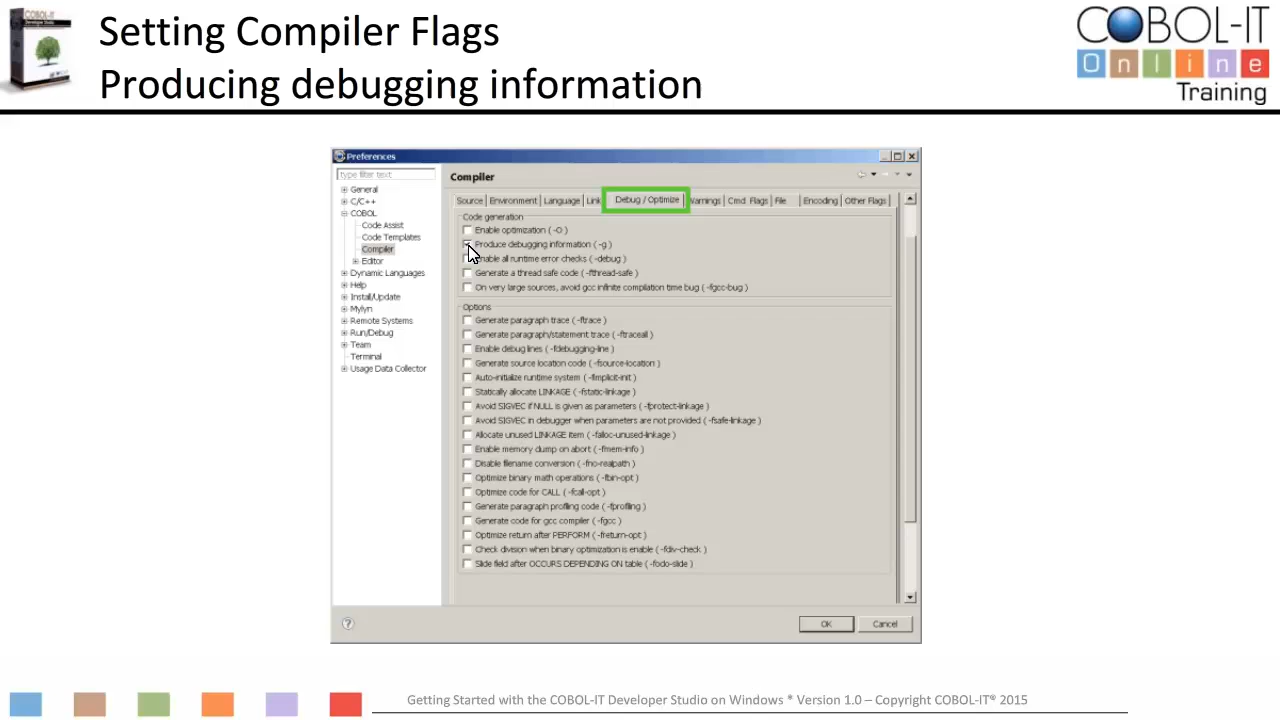 Setting Compiler Flags
Producing debugging information
COBOL-IT
Online
Training
Preferences
type filter text
General
C/C++
COBOL
Code Assist
Code Templates
Compiler
Editor
Dynamic Languages
Help
Install/Update
Mylyn
Remote Systems
Run/Debug
Team
Terminal
Usage Data Collector
Compiler
Source Environment Language Link Debug / Optimize Warnings Cmd Flags File Encoding Other Flags
Code generation
Enable optimization ( -O )
Produce debugging information ( -g )
Enable all runtime error checks ( -debug )
Generate a thread safe code ( -fthread-safe )
On very large sources, avoid gcc infinite compilation time bug ( -fgcc-bug )
Options
Generate paragraph trace ( -ftrace )
Generate paragraph/statement trace ( -ftraceall )
Enable debug lines ( -fdebugging-line )
Generate source location code ( -fsource-location )
Auto-initialize runtime system ( -fimplicit-init )
Statically allocate LINKAGE ( -fstatic-linkage )
Avoid SIGVEC if NULL is given as parameters ( -fprotect-linkage )
Avoid SIGVEC in debugger when parameters are not provided ( -fsafe-linkage )
Allocate unused LINKAGE item ( -falloc-unused-linkage )
Enable memory dump on abort ( -fmem-info )
Disable filename conversion ( -fno-realpath )
Optimize binary math operations ( -fbin-opt )
Optimize code for CALL ( -fcall-opt )
Generate paragraph profiling code ( -fprofiling )
Generate code for gcc compiler ( -fgcc )
Optimize return after PERFORM ( -freturn-opt )
Check division when binary optimization is enable ( -fdiv-check )
Slide field after OCCURS DEPENDING ON table ( -fodo-slide )
OK
Cancel
Getting Started with the COBOL-IT Developer Studio on Windows * Version 1.0 – Copyright COBOL-IT® 2015